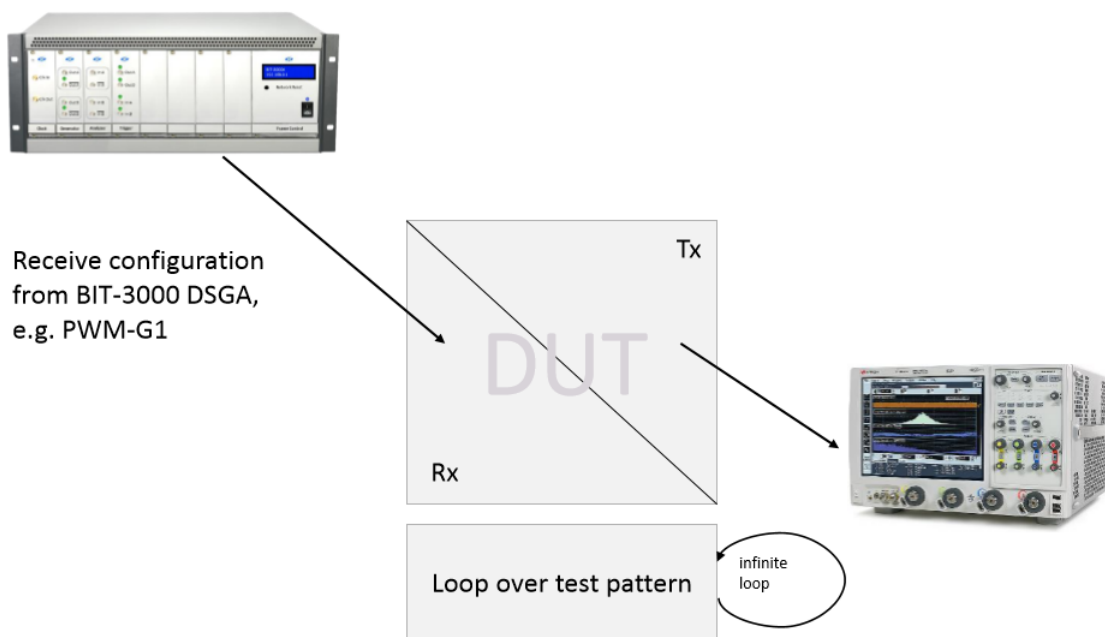 Receive configuration
from BIT-3000 DSGA,
e.g. PWM-G1
Tx
DUT
Rx
Loop over test pattern
infinite
loop